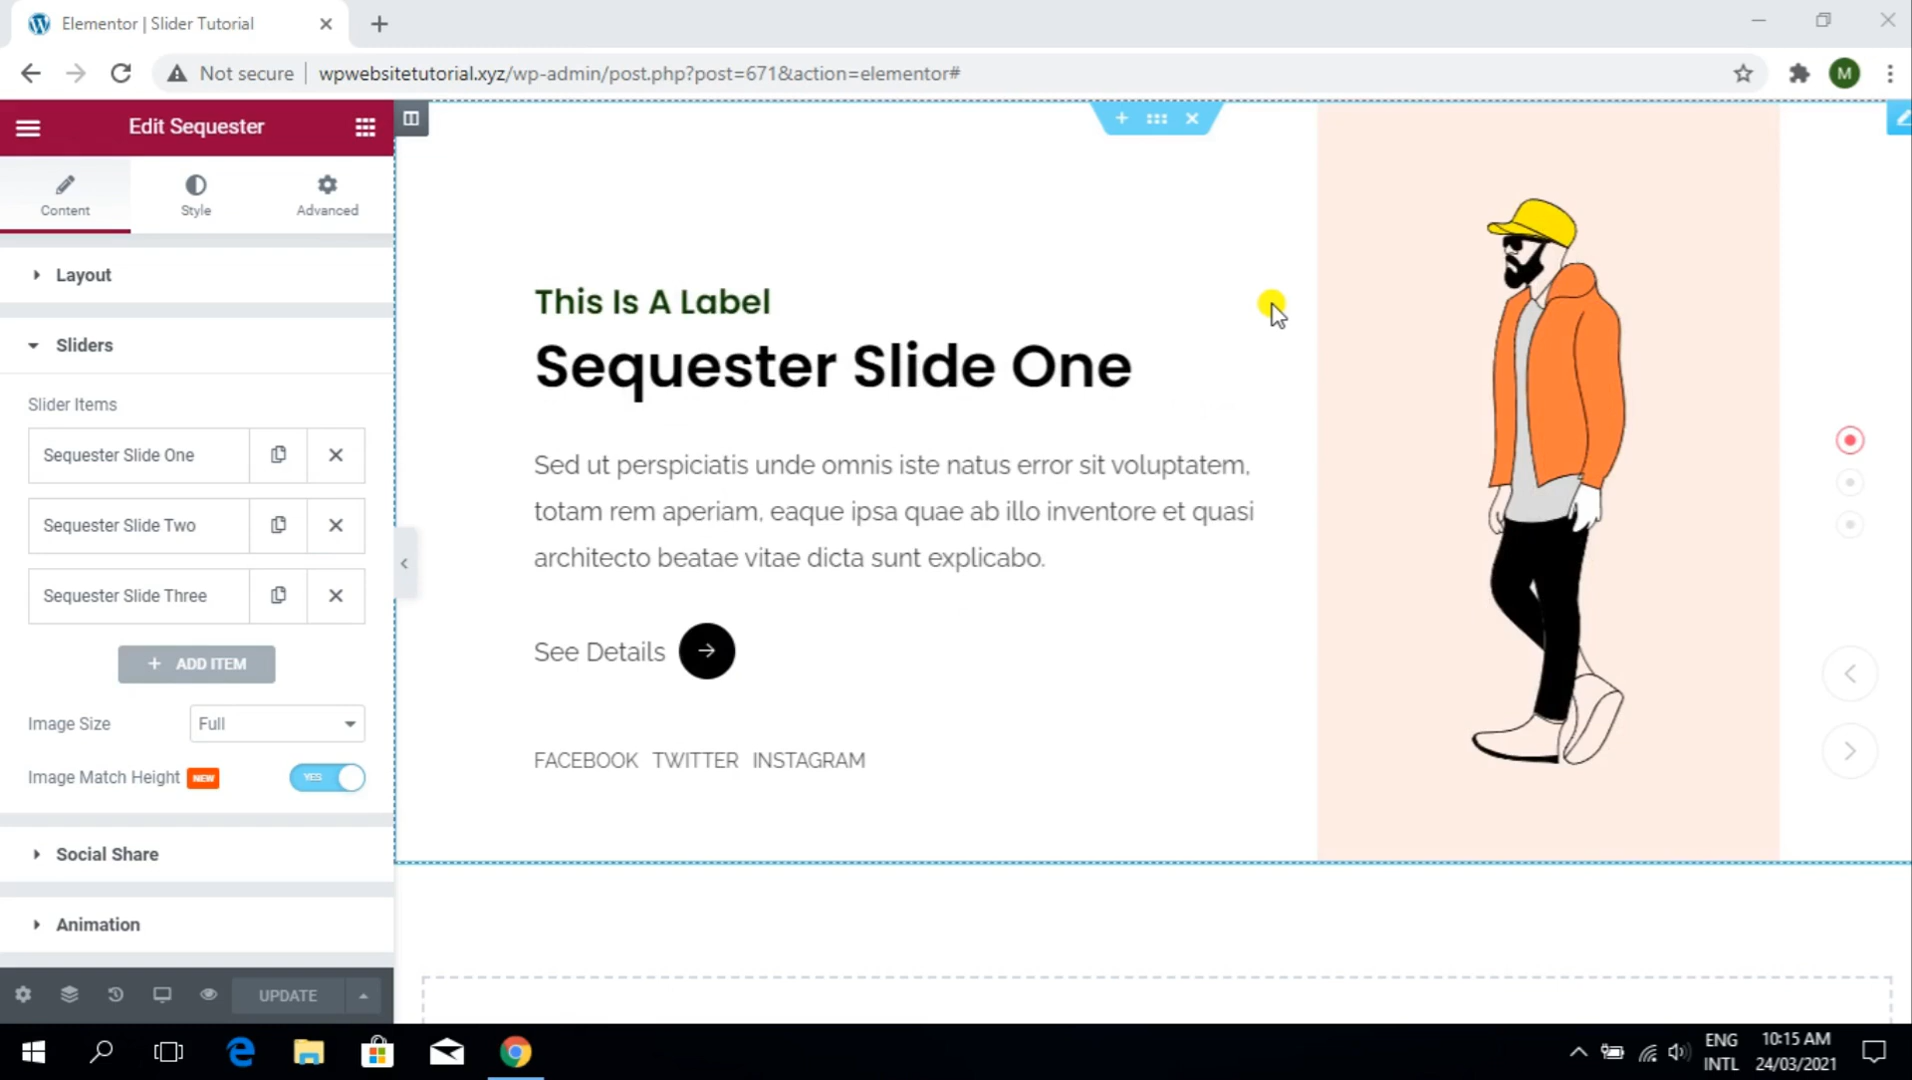 Elementor | Slider Tutorial
Not secure
wpwebsitetutorial.xyz/wp-admin/post.php?post=671&action=elementor#
M
Edit Sequester
Content
Style
Advanced
Layout
Sliders
Slider Items
Sequester Slide One
Sequester Slide Two
Sequester Slide Three
ADD ITEM
Image Size
Full
Image Match Height
NEW
YES
Social Share
Animation
UPDATE
This Is A Label
Sequester Slide One
Sed ut perspiciatis unde omnis iste natus error sit voluptatem,
totam rem aperiam, eaque ipsa quae ab illo inventore et quasi
architecto beatae vitae dicta sunt explicabo.
See Details
FACEBOOK TWITTER INSTAGRAM
ENG
INTL
10:15 AM
24/03/2021